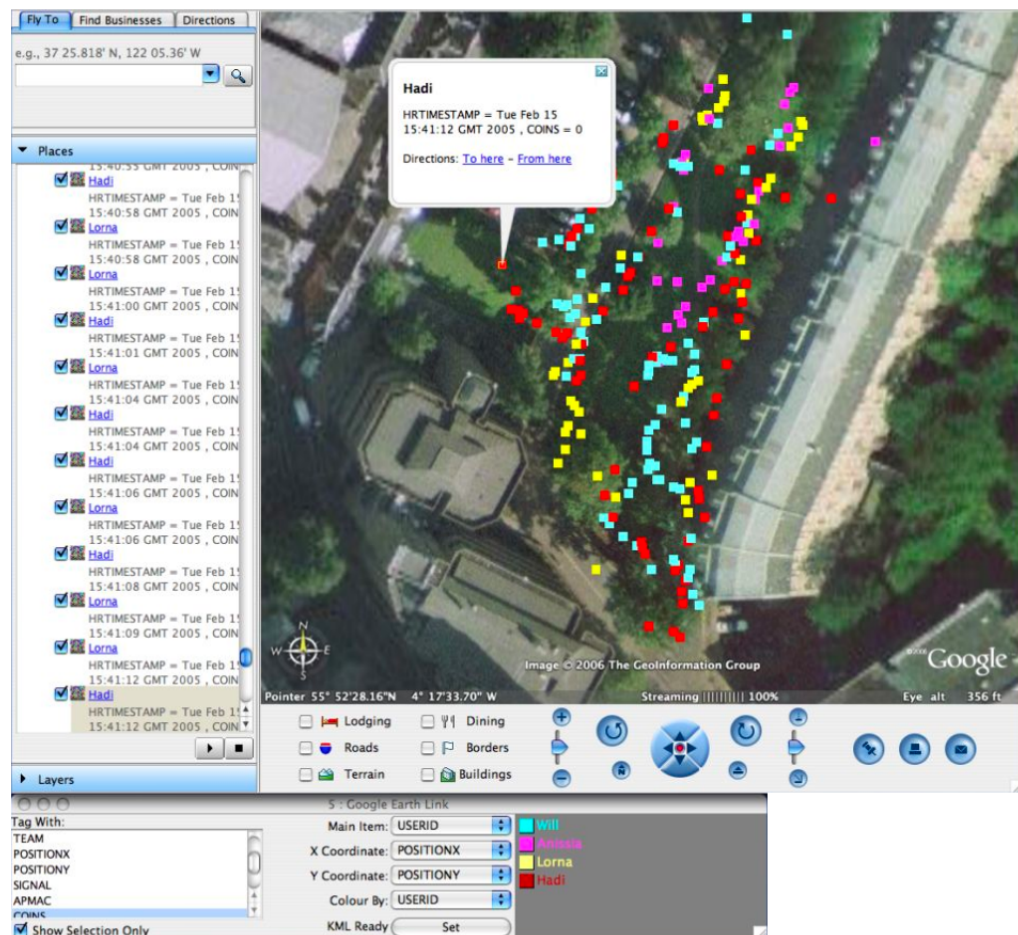 Fly To
Find Businesses
Directions
e.g., 37 25.818' N, 122 05.36' W
Places
15:40:55 GMT 2005 , COIN
Hadi
HRTIMESTAMP = Tue Feb 15
15:40:58 GMT 2005 , COIN
Lorna
HRTIMESTAMP = Tue Feb 15
15:40:58 GMT 2005 , COIN
Lorna
HRTIMESTAMP = Tue Feb 15
15:41:00 GMT 2005 , COIN
Hadi
HRTIMESTAMP = Tue Feb 15
15:41:01 GMT 2005 , COIN
Lorna
HRTIMESTAMP = Tue Feb 15
15:41:04 GMT 2005 , COIN
Hadi
HRTIMESTAMP = Tue Feb 15
15:41:04 GMT 2005 , COIN
Hadi
HRTIMESTAMP = Tue Feb 15
15:41:06 GMT 2005 , COIN
Lorna
HRTIMESTAMP = Tue Feb 15
15:41:06 GMT 2005 , COIN
Hadi
HRTIMESTAMP = Tue Feb 15
15:41:08 GMT 2005 , COIN
Lorna
HRTIMESTAMP = Tue Feb 15
15:41:09 GMT 2005 , COIN
Lorna
HRTIMESTAMP = Tue Feb 15
15:41:12 GMT 2005 , COIN
Hadi
HRTIMESTAMP = Tue Feb 15
15:41:12 GMT 2005 , COIN
Layers
Hadi
HRTIMESTAMP = Tue Feb 15
15:41:12 GMT 2005 , COINS = 0
Directions: To here – From here
N
W E
S
Image © 2006 The GeoInformation Group
©2006 Google
Pointer 55° 52'28.16"N 4° 17'33.70" W
Streaming |||||||||| 100%
Eye alt 356 ft
Lodging
Dining
Roads
Borders
Terrain
Buildings
5 : Google Earth Link
Tag With:
TEAM
POSITIONX
POSITIONY
SIGNAL
APMAC
COINS
Show Selection Only
Main Item: USERID
X Coordinate: POSITIONX
Y Coordinate: POSITIONY
Colour By: USERID
KML Ready Set
Will
Anissia
Lorna
Hadi